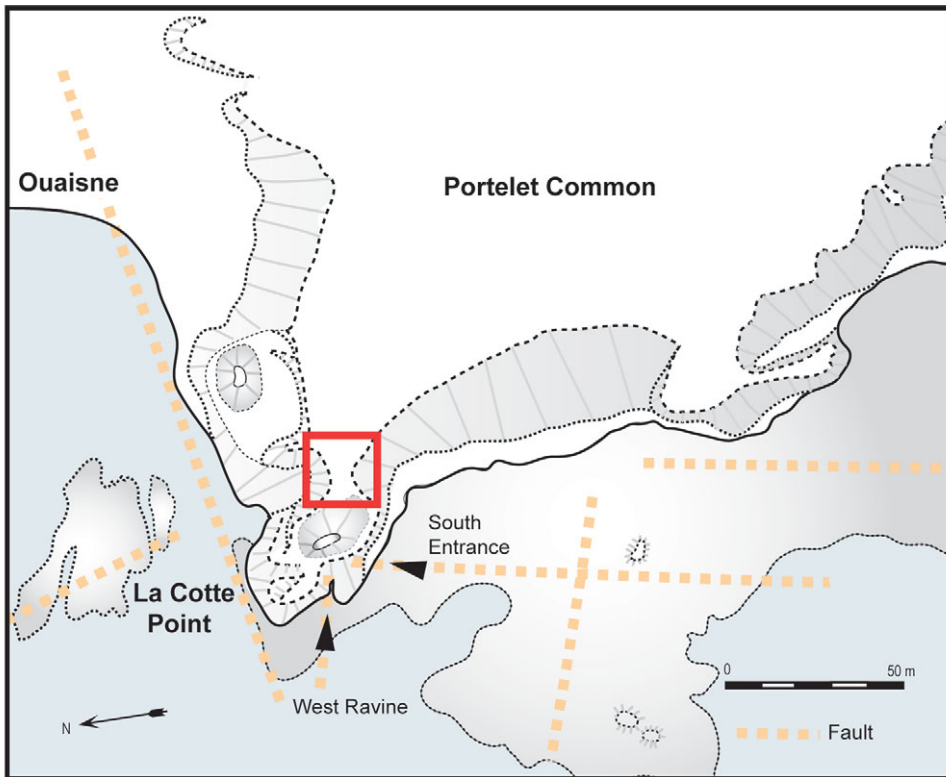 Ouaisne
Portelet Common
South
Entrance
La Cotte
Point
West Ravine
N
0
50 m
Fault